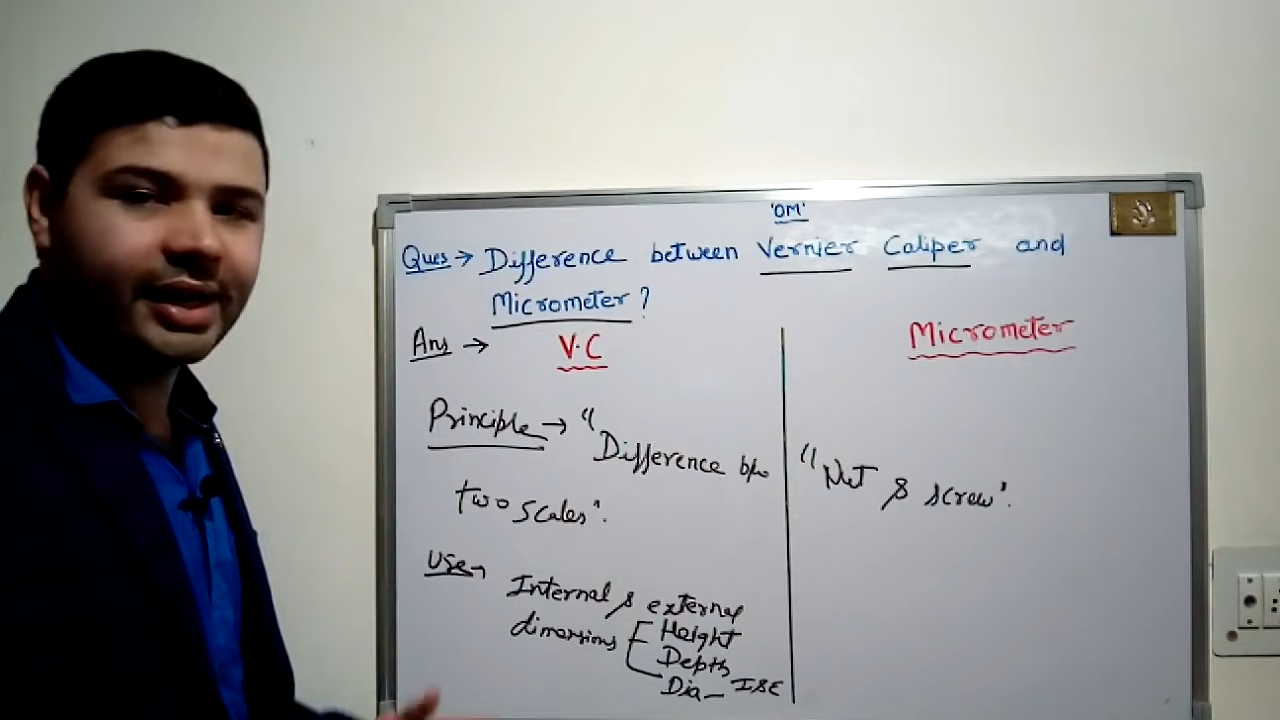 'OM'
Ques → Difference between Vernier Caliper and
Micrometer ?
Ans →
V.C
Micrometer
Principle → "Difference b/w
two scales".
"Nut & screw".
Use →
Internal & external
dimensions
Height
Depth
Dia _ I & E